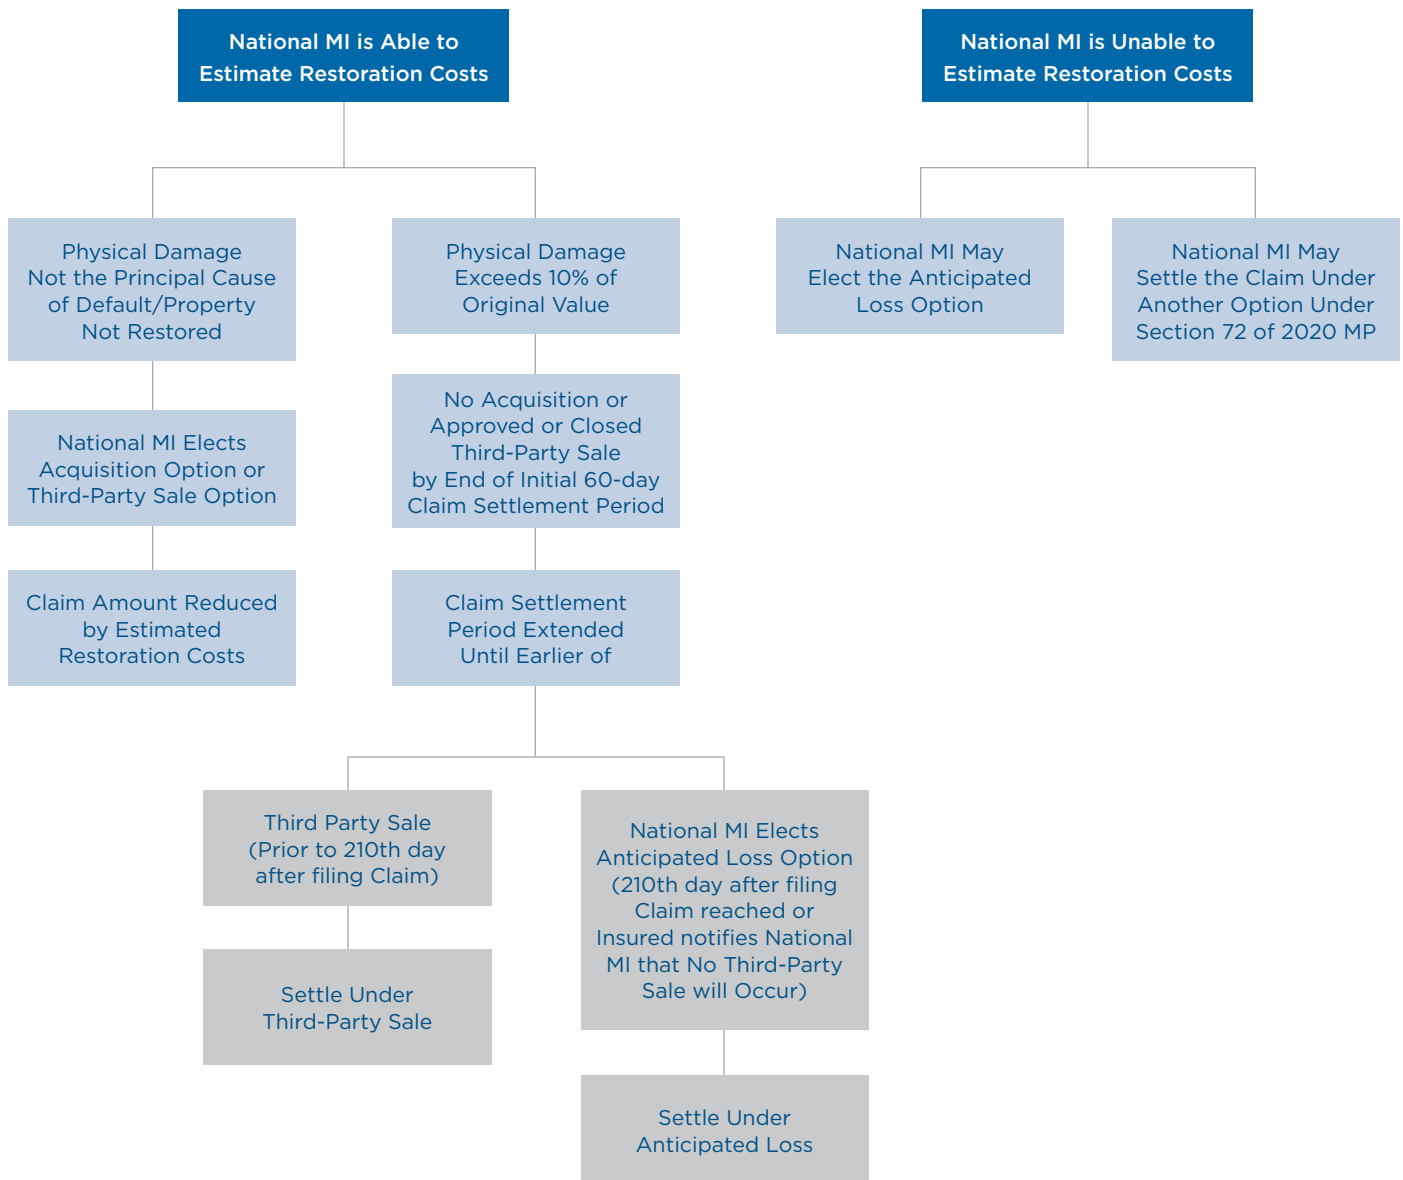 National MI is Able to
Estimate Restoration Costs
National MI is Unable to
Estimate Restoration Costs
Physical Damage
Not the Principal Cause
of Default/Property
Not Restored
Physical Damage
Exceeds 10% of
Original Value
National MI May
Elect the Anticipated
Loss Option
National MI May
Settle the Claim Under
Another Option Under
Section 72 of 2020 MP
National MI Elects
Acquisition Option or
Third-Party Sale Option
No Acquisition or
Approved or Closed
Third-Party Sale
by End of Initial 60-day
Claim Settlement Period
Claim Amount Reduced
by Estimated
Restoration Costs
Claim Settlement
Period Extended
Until Earlier of
Third Party Sale
(Prior to 210th day
after filing Claim)
National MI Elects
Anticipated Loss Option
(210th day after filing
Claim reached or
Insured notifies National
MI that No Third-Party
Sale will Occur)
Settle Under
Third-Party Sale
Settle Under
Anticipated Loss